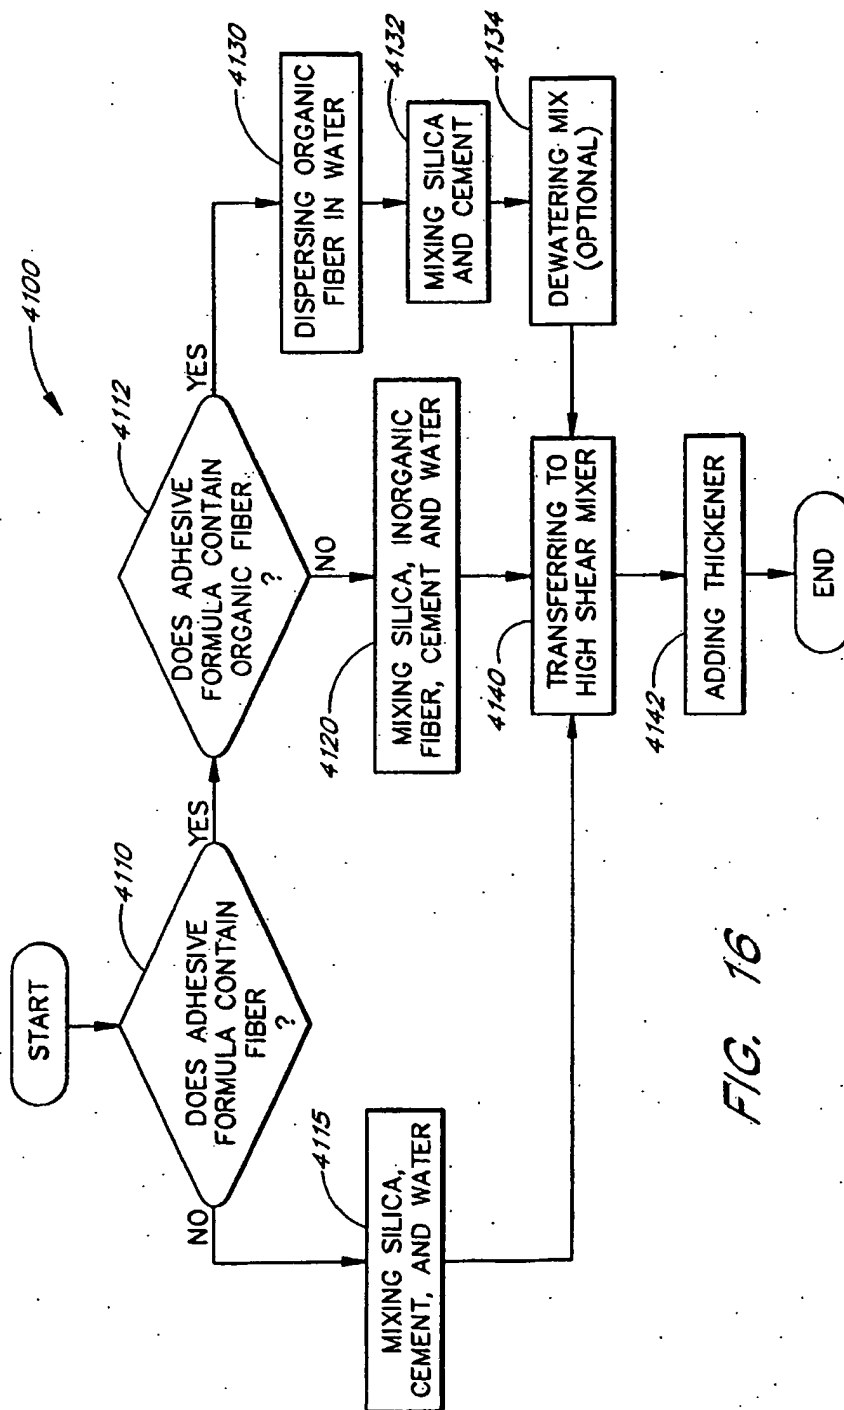 4100
START
4110
DOES ADHESIVE
FORMULA CONTAIN
FIBER
?
YES
NO
4112
DOES ADHESIVE
FORMULA CONTAIN
ORGANIC FIBER
?
YES
NO
4130
DISPERSING ORGANIC
FIBER IN WATER
4132
MIXING SILICA
AND CEMENT
4134
DEWATERING MIX
(OPTIONAL)
4115
MIXING SILICA,
CEMENT, AND WATER
4120
MIXING SILICA, INORGANIC
FIBER, CEMENT AND WATER
4140
TRANSFERRING TO
HIGH SHEAR MIXER
4142
ADDING THICKENER
END
FIG. 16